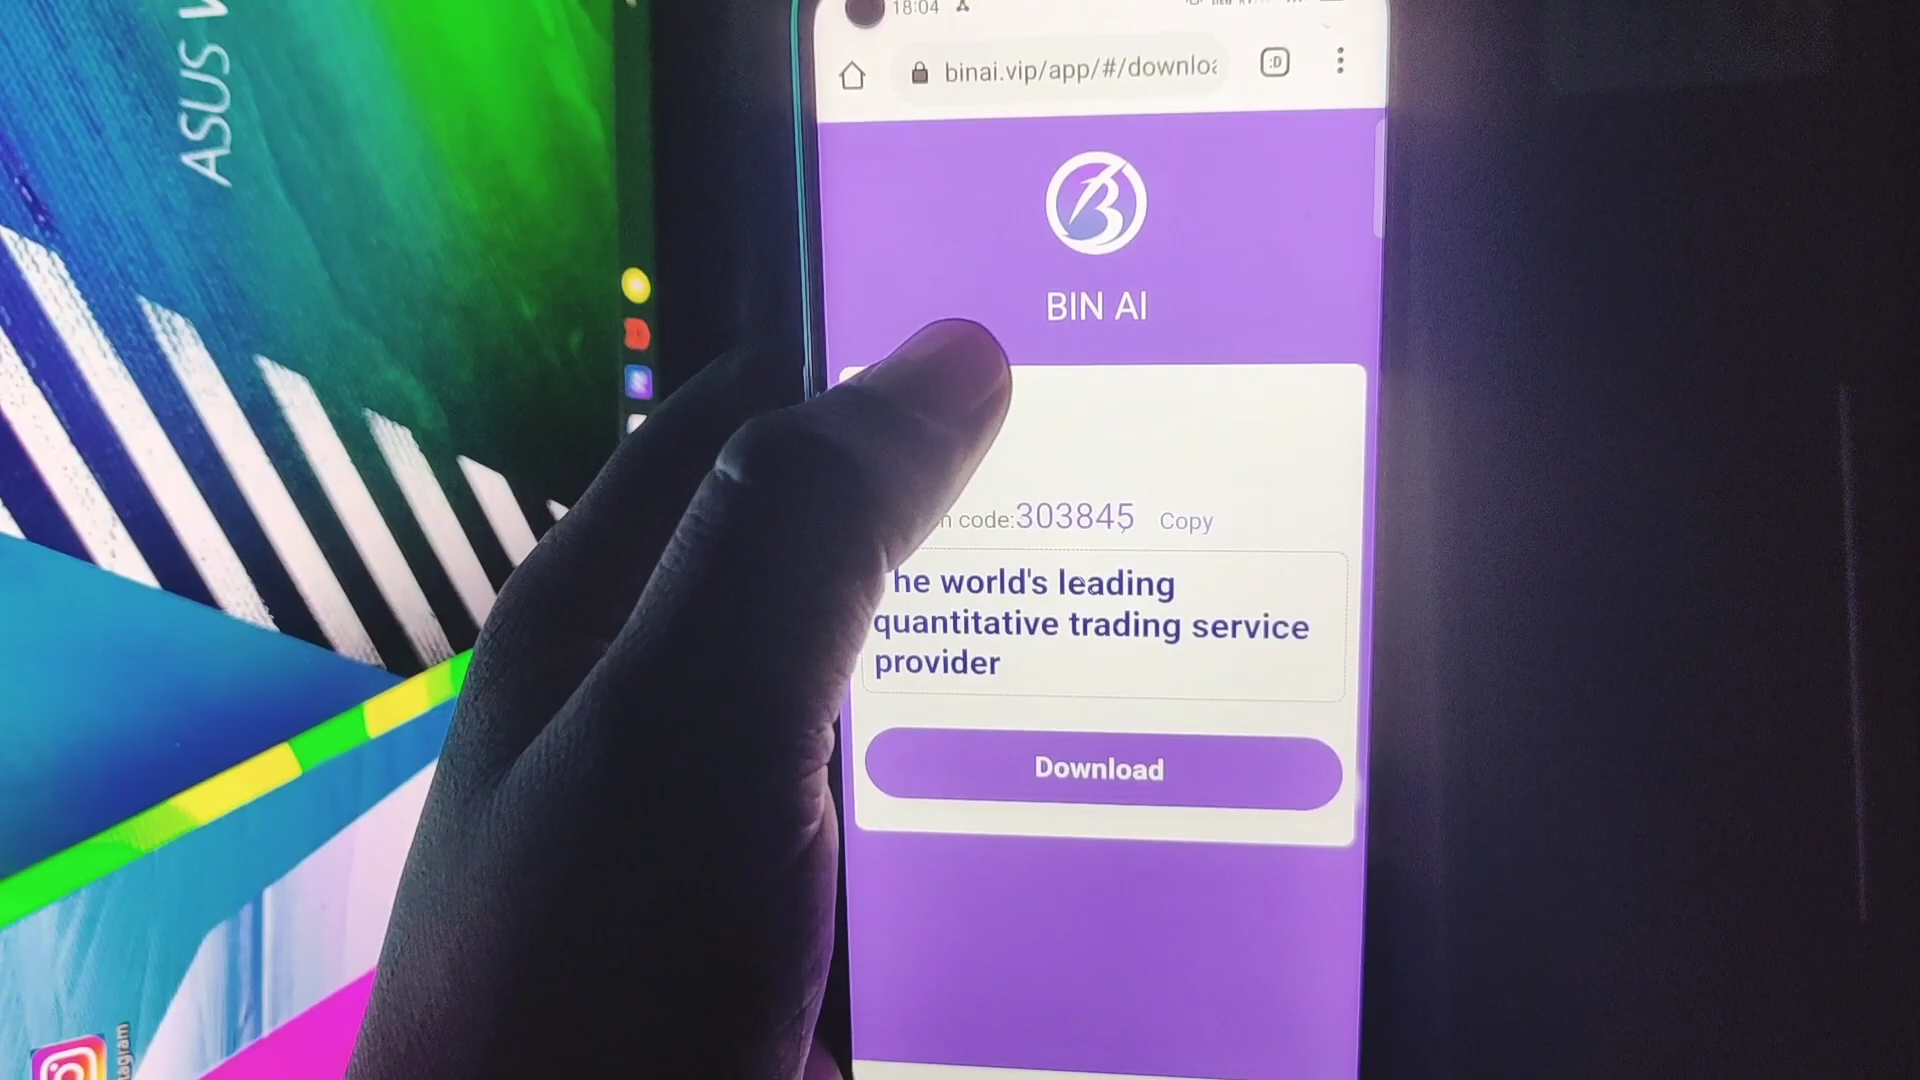 ASUS V
18:04
binai.vip/app/#/downloa
:D
BIN AI
n code:303845 Copy
he world's leading
quantitative trading service
provider
Download
tagram